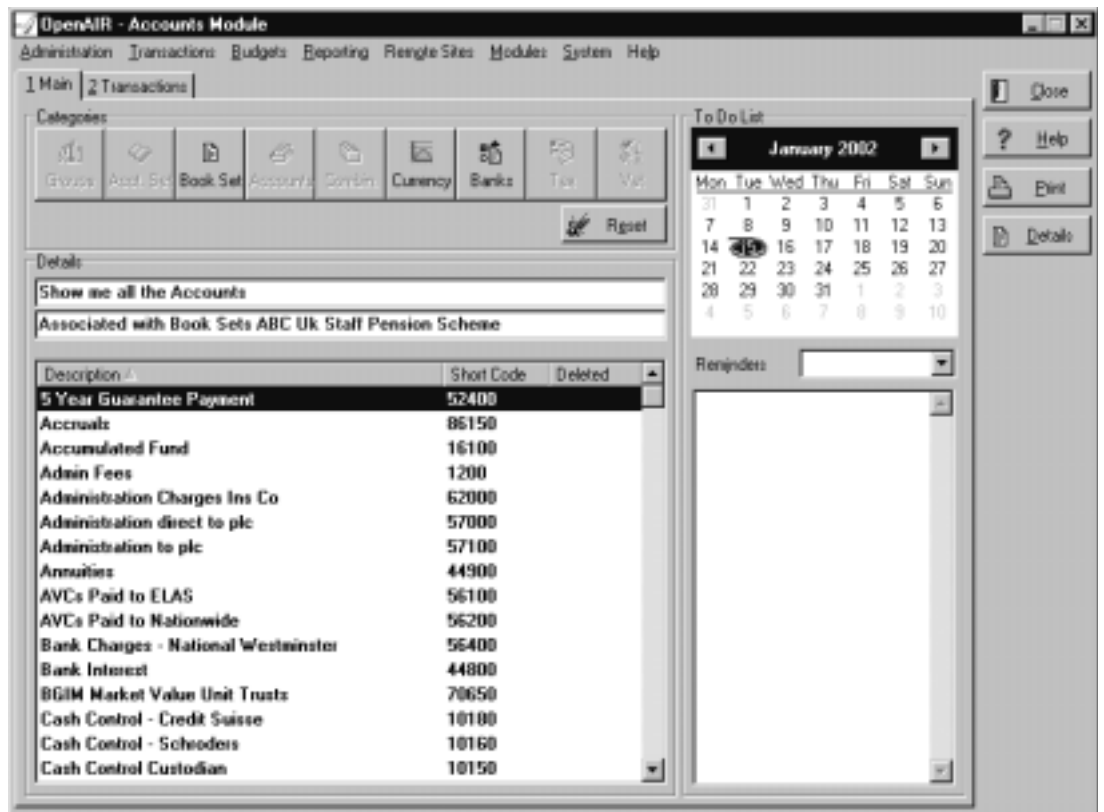 OpenAIR - Accounts Module
Administration Transactions Budgets Reporting Remote Sites Modules System Help
1 Main 2 Transactions
Categories
Groups Acct. Set Book Set Accounts Combin. Currency Banks Tax Vat
Reset
Details
Show me all the Accounts
Associated with Book Sets ABC Uk Staff Pension Scheme
Description Short Code Deleted
5 Year Guarantee Payment 52400
Accruals 86150
Accumulated Fund 16100
Admin Fees 1200
Administration Charges Ins Co 62000
Administration direct to plc 57000
Administration to plc 57100
Annuities 44900
AVCs Paid to ELAS 56100
AVCs Paid to Nationwide 56200
Bank Charges - National Westminster 56400
Bank Interest 44800
BGIM Market Value Unit Trusts 70650
Cash Control - Credit Suisse 10180
Cash Control - Schroders 10160
Cash Control Custodian 10150
To Do List
January 2002
Mon Tue Wed Thu Fri Sat Sun
31 1 2 3 4 5 6
7 8 9 10 11 12 13
14 15 16 17 18 19 20
21 22 23 24 25 26 27
28 29 30 31 1 2 3
4 5 6 7 8 9 10
Reminders
Close
? Help
Print
Details